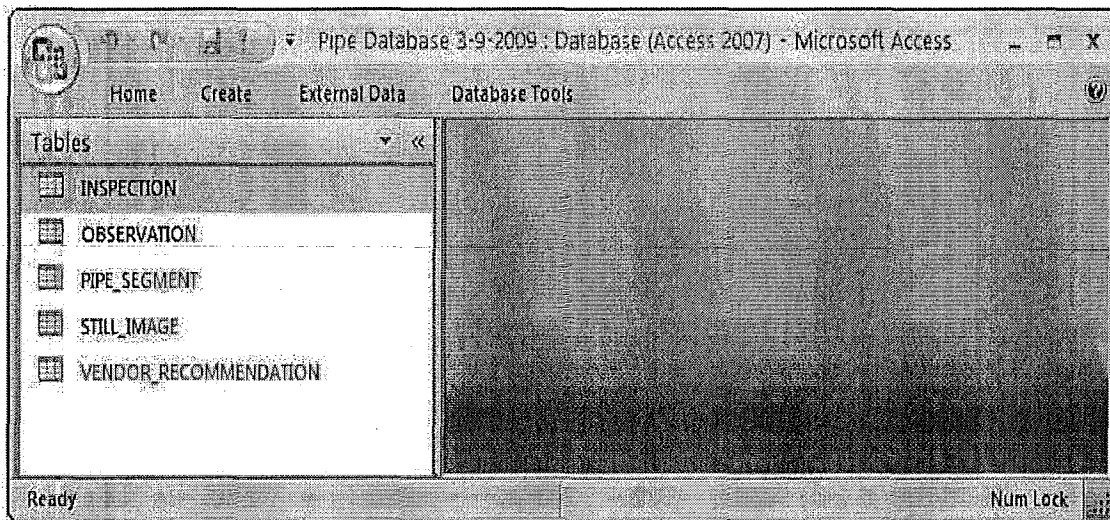 Pipe Database 3-9-2009 : Database (Access 2007) - Microsoft Access
Home Create External Data Database Tools
Tables
INSPECTION
OBSERVATION
PIPE_SEGMENT
STILL_IMAGE
VENDOR_RECOMMENDATION
Ready Num Lock